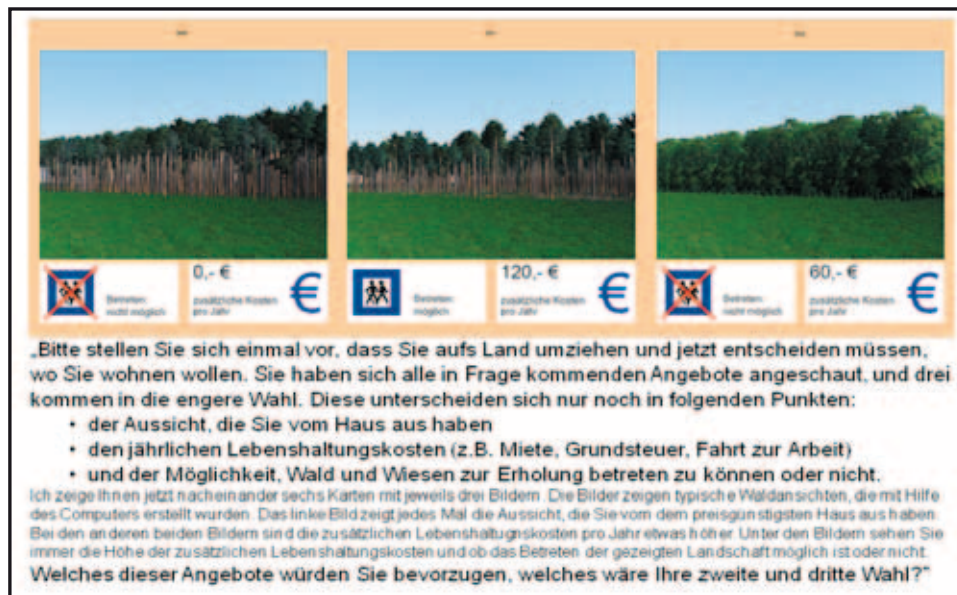 0,- €
Betreten nicht möglich
zusätzliche Kosten pro Jahr
€
120,- €
Betreten möglich
zusätzliche Kosten pro Jahr
€
60,- €
Betreten nicht möglich
zusätzliche Kosten pro Jahr
€
„Bitte stellen Sie sich einmal vor, dass Sie aufs Land umziehen und jetzt entscheiden müssen,
wo Sie wohnen wollen. Sie haben sich alle in Frage kommenden Angebote angeschaut, und drei
kommen in die engere Wahl. Diese unterscheiden sich nur noch in folgenden Punkten:
• der Aussicht, die Sie vom Haus aus haben
• den jährlichen Lebenshaltungskosten (z.B. Miete, Grundsteuer, Fahrt zur Arbeit)
• und der Möglichkeit, Wald und Wiesen zur Erholung betreten zu können oder nicht.
Ich zeige Ihnen jetzt nacheinander sechs Karten mit jeweils drei Bildern. Die Bilder zeigen typische Waldansichten, die mit Hilfe
des Computers erstellt wurden. Das linke Bild zeigt jedes Mal die Aussicht, die Sie vom dem preisgünstigsten Haus aus haben.
Bei den anderen beiden Bildern sind die zusätzlichen Lebenshaltugnskosten pro Jahr etwas höher. Unter den Bildern sehen Sie
immer die Höhe der zusätzlichen Lebenshaltungskosten und ob das Betreten der gezeigten Landschaft möglich ist oder nicht.
Welches dieser Angebote würden Sie bevorzugen, welches wäre Ihre zweite und dritte Wahl?“